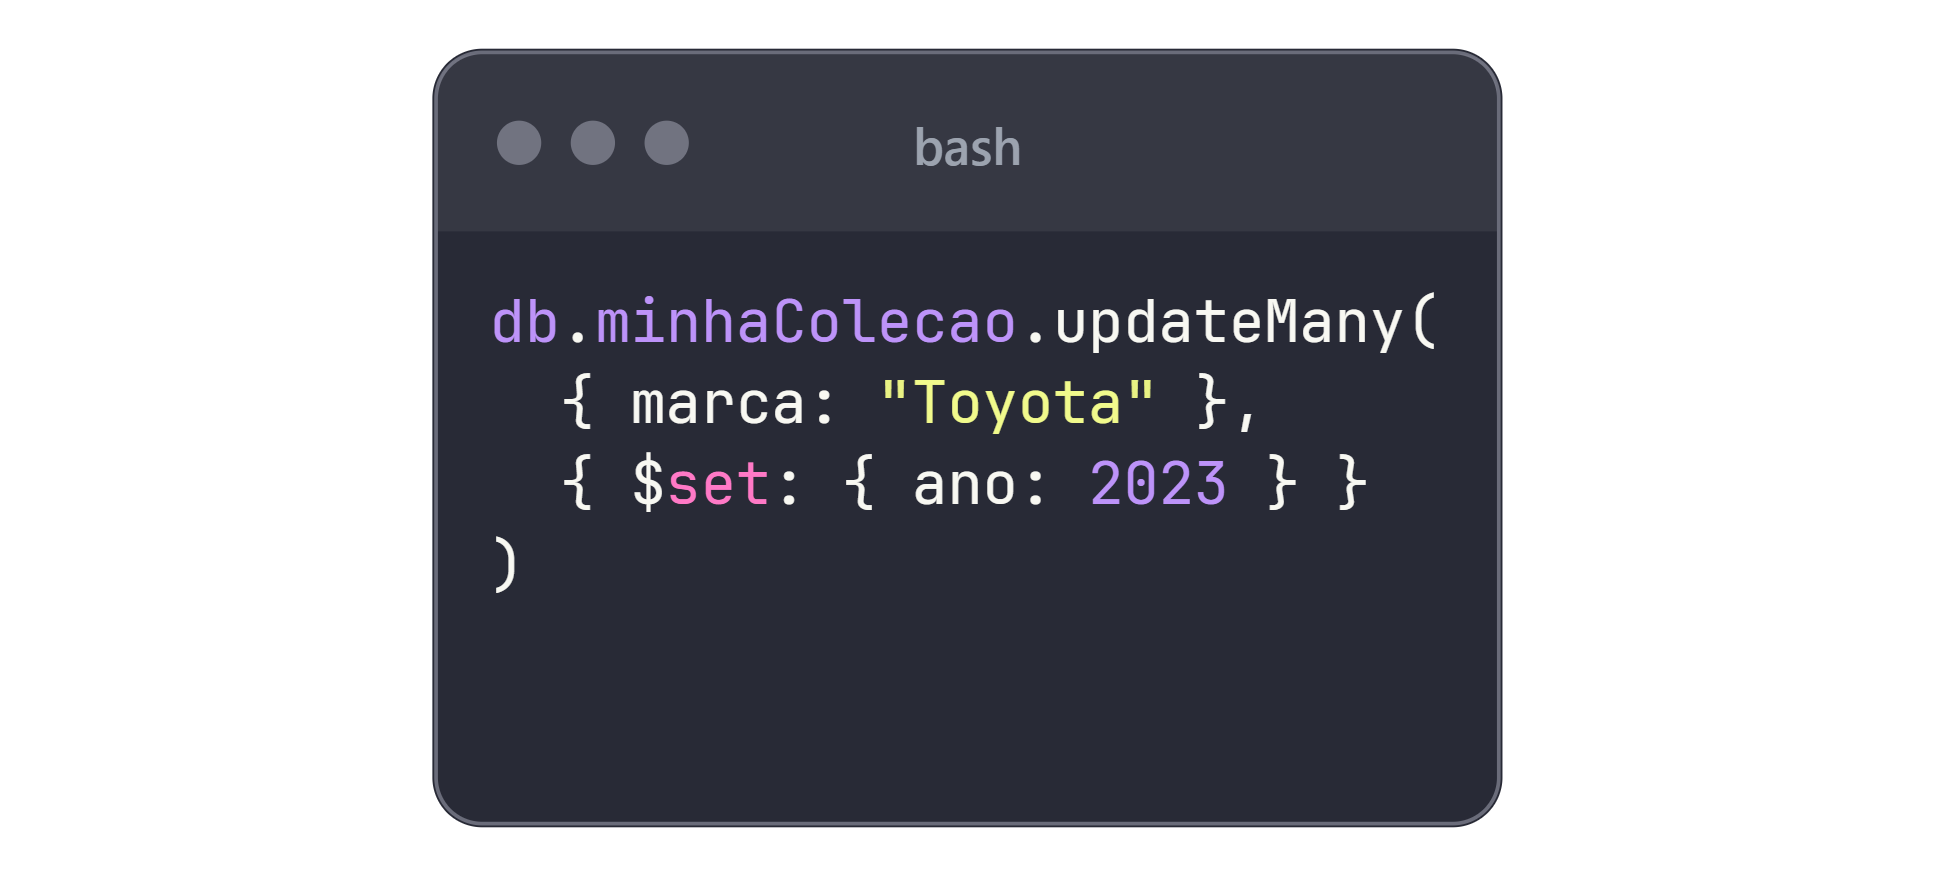 bash
db.minhaColecao.updateMany(
  { marca: "Toyota" },
  { $set: { ano: 2023 } }
)